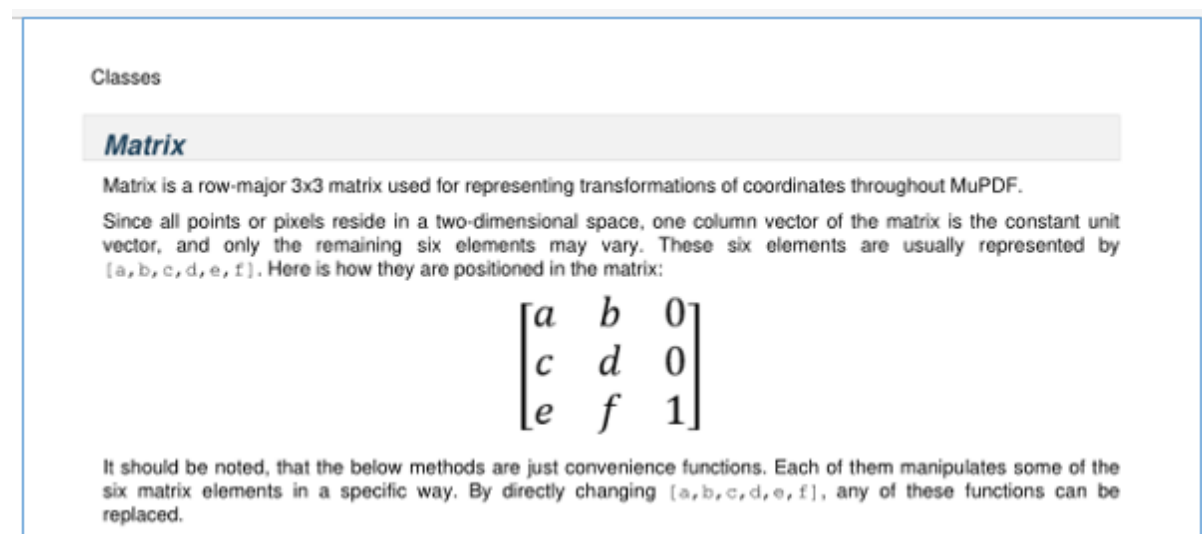 Classes
Matrix
Matrix is a row-major 3x3 matrix used for representing transformations of coordinates throughout MuPDF.
Since all points or pixels reside in a two-dimensional space, one column vector of the matrix is the constant unit
vector, and only the remaining six elements may vary. These six elements are usually represented by
[a,b,c,d,e,f]. Here is how they are positioned in the matrix:
[a b 0]
[c d 0]
[e f 1]
It should be noted, that the below methods are just convenience functions. Each of them manipulates some of the
six matrix elements in a specific way. By directly changing [a,b,c,d,e,f], any of these functions can be
replaced.